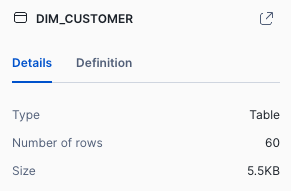 DIM_CUSTOMER
Details Definition
Type Table
Number of rows 60
Size 5.5KB